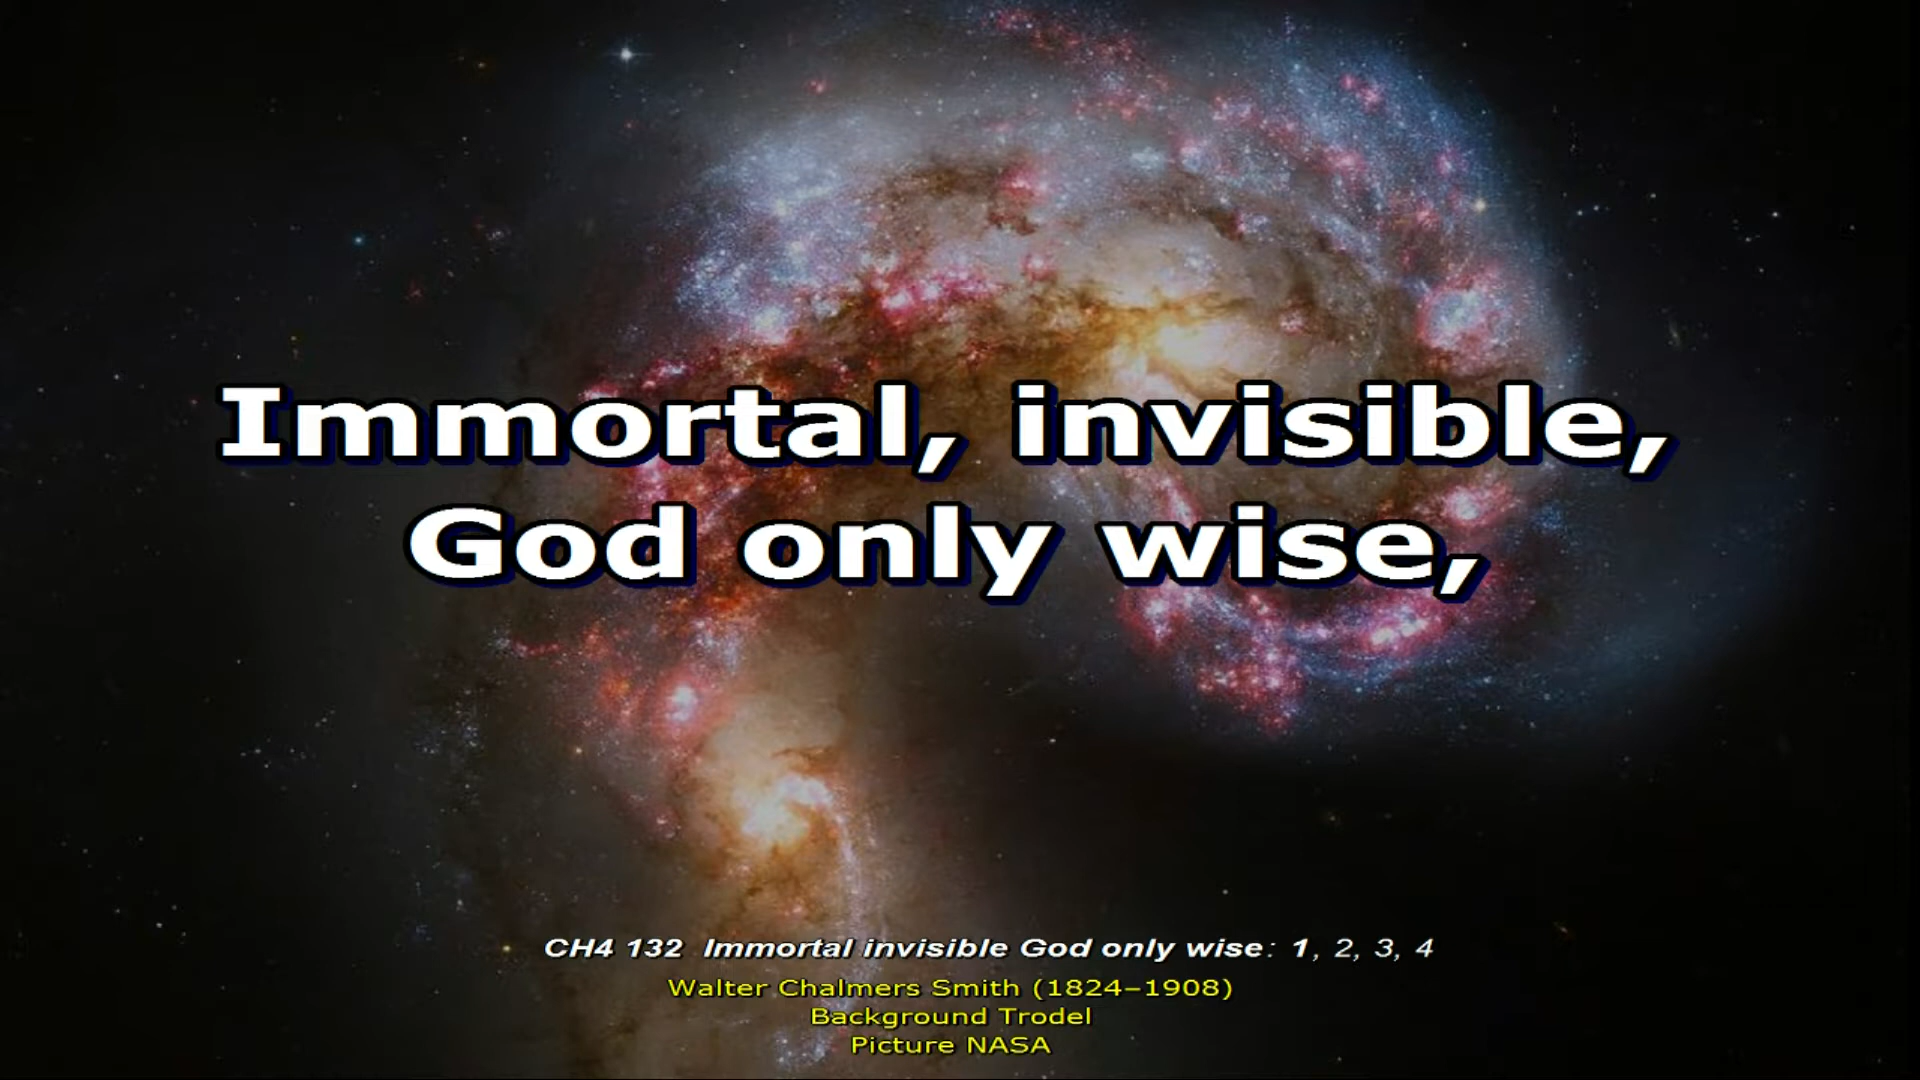 Immortal, invisible,
God only wise,
CH4 132 Immortal invisible God only wise: 1, 2, 3, 4
Walter Chalmers Smith (1824–1908)
Background Trodel
Picture NASA